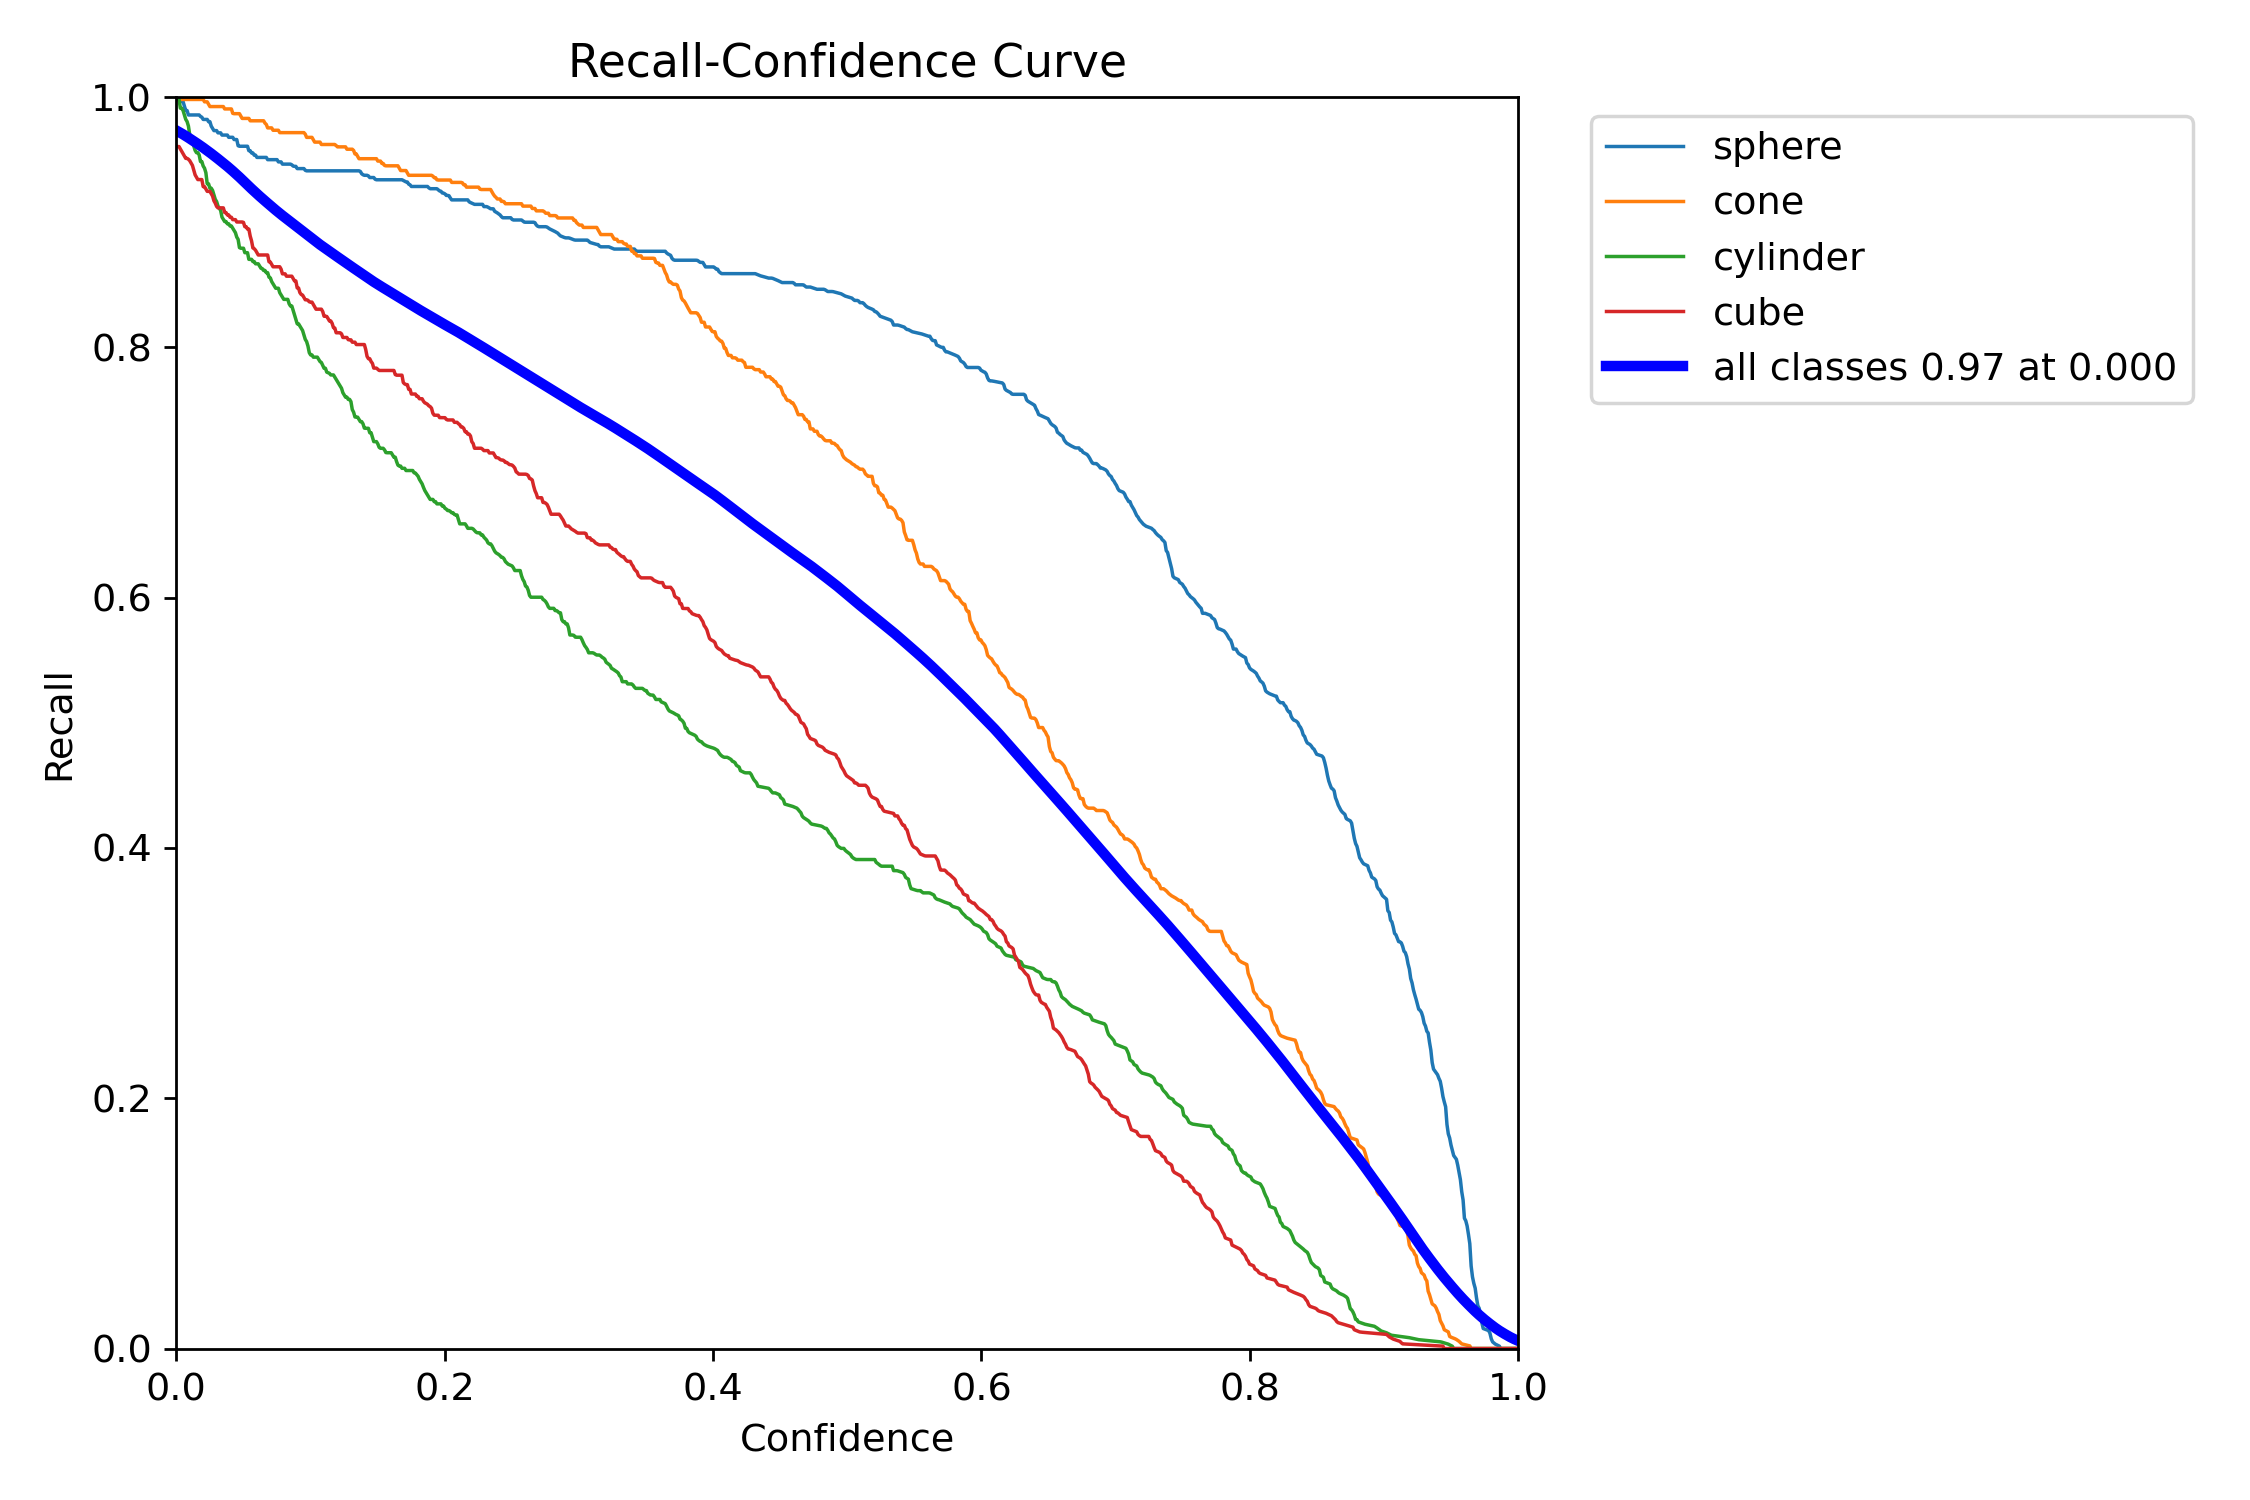 Recall-Confidence Curve
1.0
0.8
0.6
0.4
0.2
0.0
Recall
0.0 0.2 0.4 0.6 0.8 1.0
Confidence
sphere
cone
cylinder
cube
all classes 0.97 at 0.000